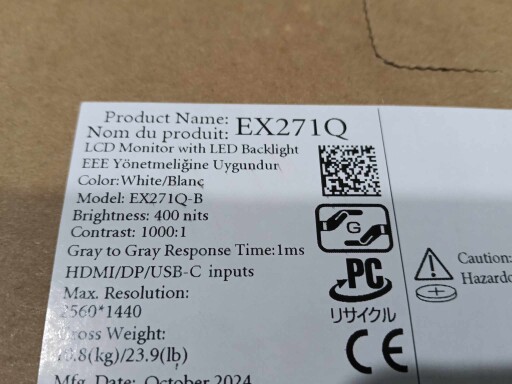 Product Name:
Nom du produit: EX271Q
LCD Monitor with LED Backlight
EEE Yönetmeliğine Uygundur
Color:White/Blanc
Model: EX271Q-B
Brightness: 400 nits
Contrast: 1000:1
Gray to Gray Response Time:1ms
HDMI/DP/USB-C inputs
Max. Resolution:
2560*1440
Gross Weight:
.8(kg)/23.9(lb)
Mfg. Date: October 2024
G
PC
リサイクル
CE
Caution:
Hazardo